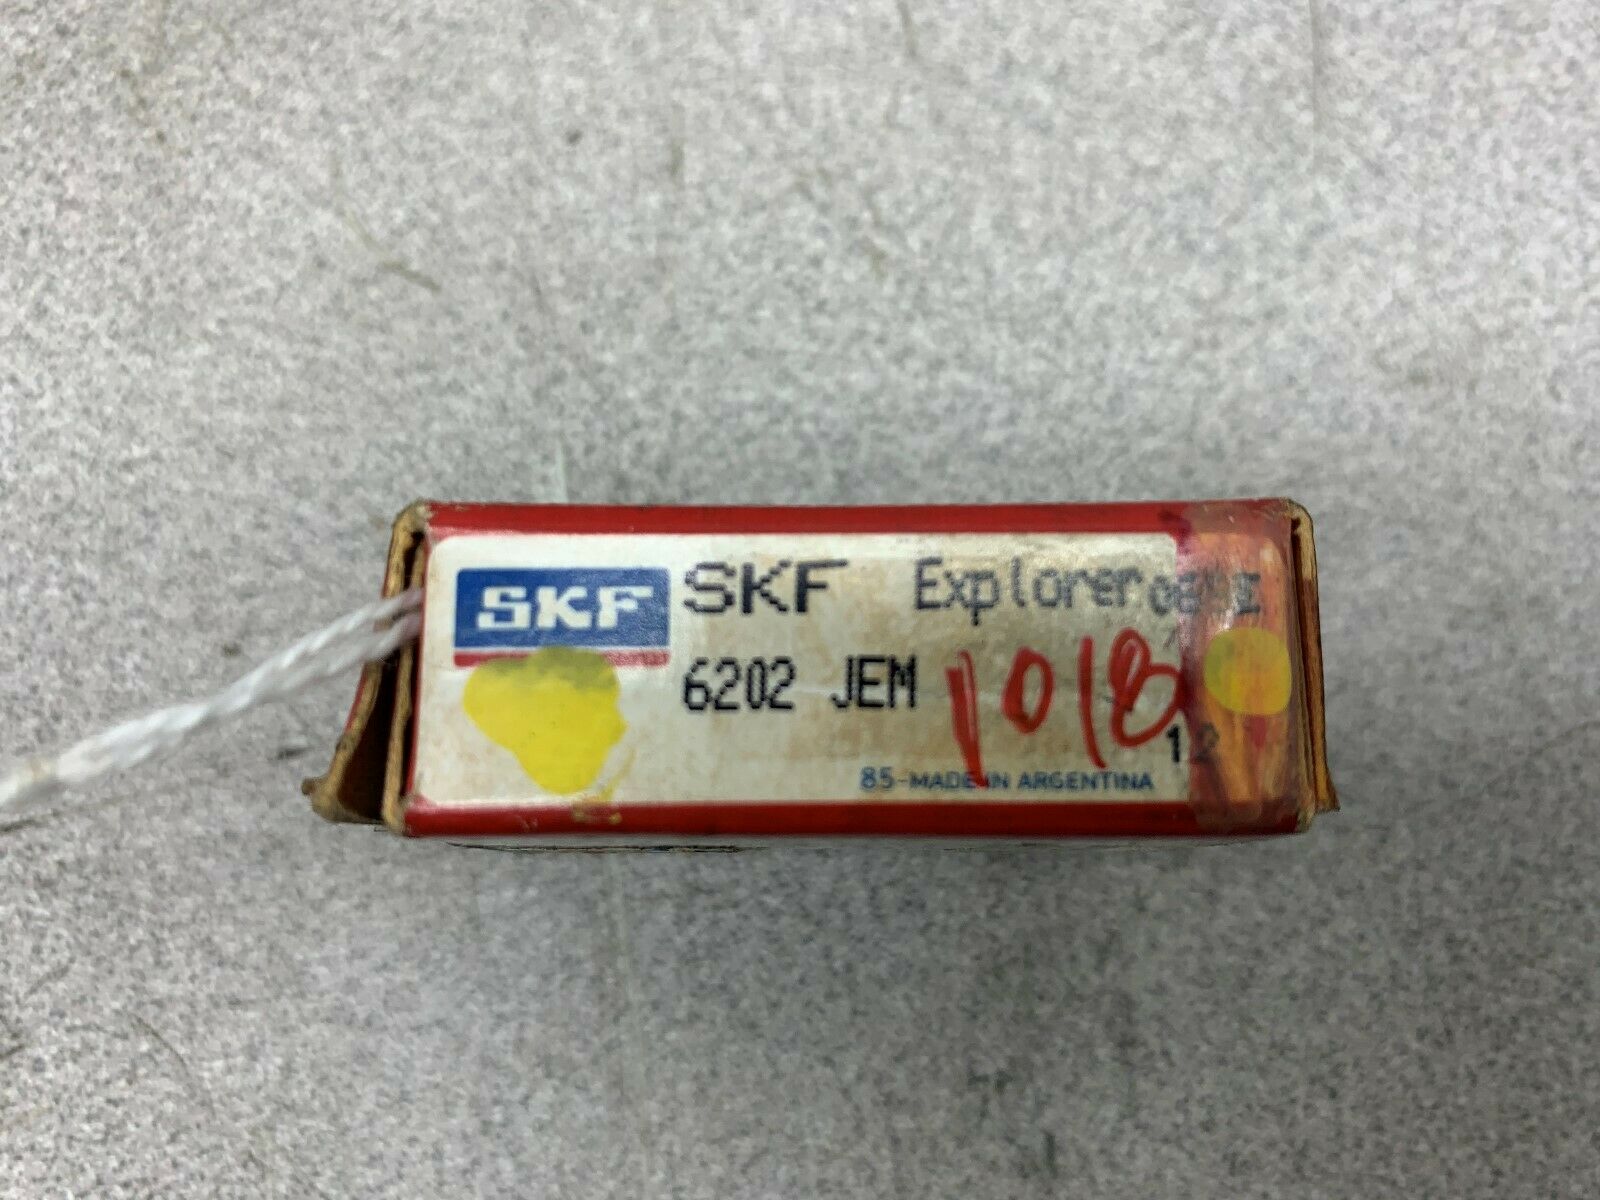 SKF
SKF Explorer
6202 JEM
1018
12
85-MADE IN ARGENTINA